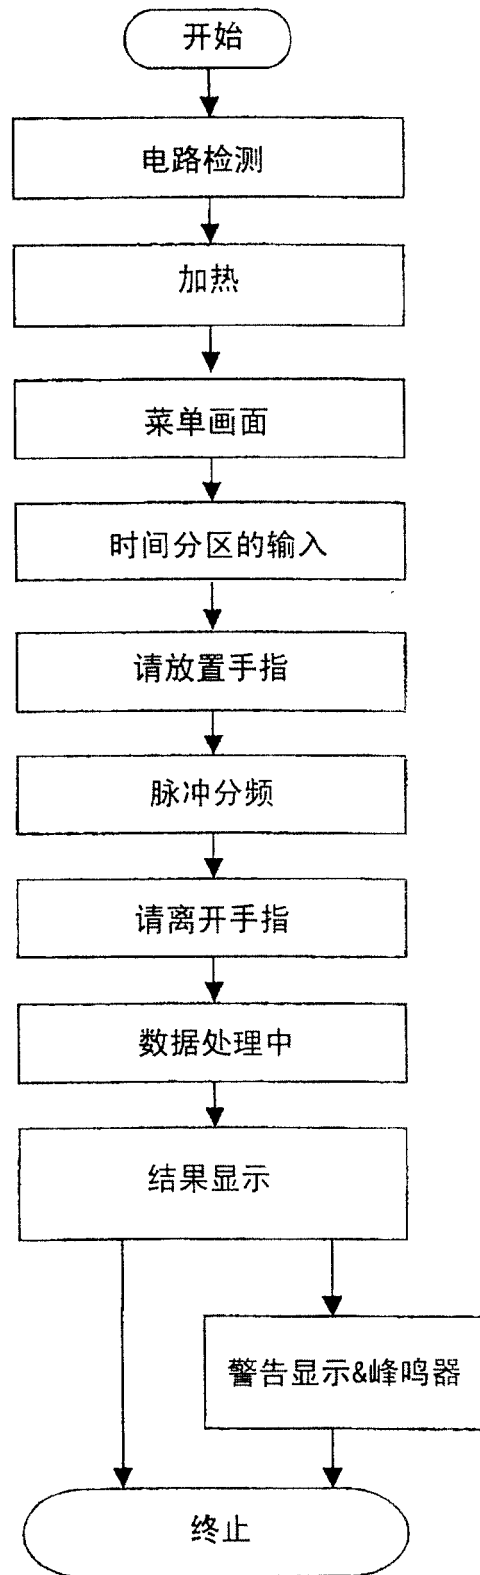 开始
电路检测
加热
菜单画面
时间分区的输入
请放置手指
脉冲分频
请离开手指
数据处理中
结果显示
警告显示&峰鸣器
终止